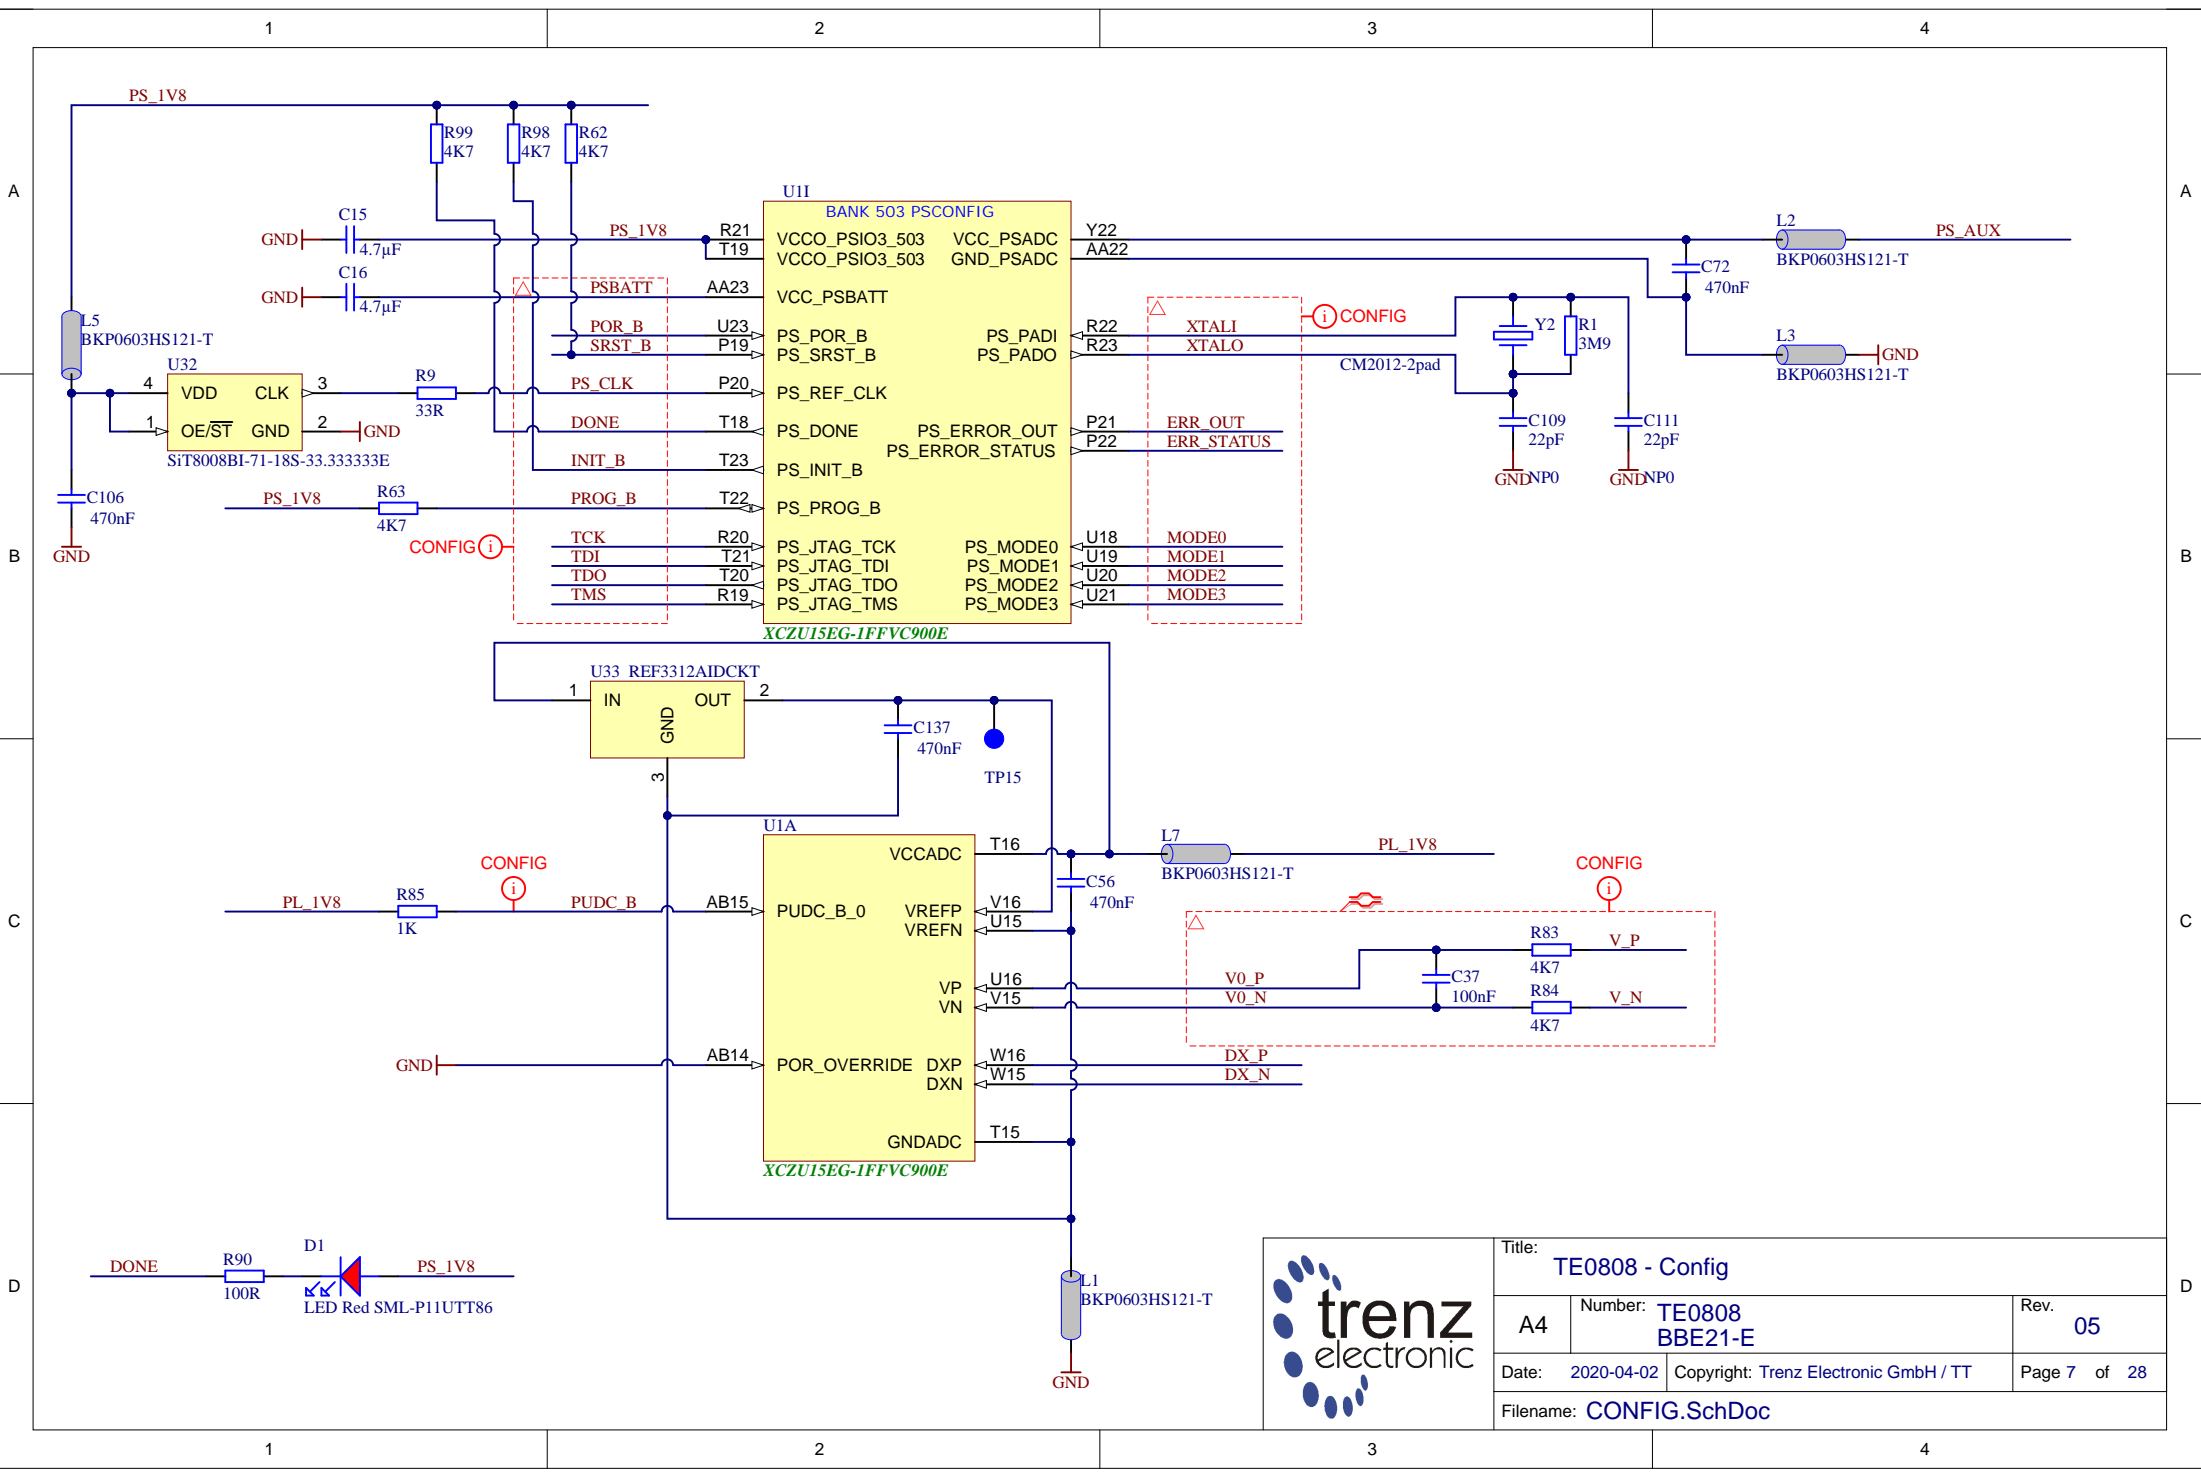 1 2 3 4
A
B
C
D
A
B
C
D
PS_1V8
R99
4K7
R98
4K7
R62
4K7
C15
GND
4.7µF
PS_1V8
C16
GND
4.7µF
PSBATT
POR_B
SRST_B
L5
BKP0603HS121-T
U32
4 VDD CLK 3
1 OE/ST GND 2 GND
SiT8008BI-71-18S-33.333333E
R9
33R
PS_CLK
DONE
INIT_B
C106
470nF
GND
PS_1V8
R63
4K7
PROG_B
CONFIG i
TCK
TDI
TDO
TMS
U1I
BANK 503 PSCONFIG
R21 VCCO_PSIO3_503 VCC_PSADC Y22
T19 VCCO_PSIO3_503 GND_PSADC AA22
AA23 VCC_PSBATT
U23 PS_POR_B PS_PADI R22
P19 PS_SRST_B PS_PADO R23
P20 PS_REF_CLK
T18 PS_DONE PS_ERROR_OUT P21
PS_ERROR_STATUS P22
T23 PS_INIT_B
T22 PS_PROG_B
R20 PS_JTAG_TCK PS_MODE0 U18
T21 PS_JTAG_TDI PS_MODE1 U19
T20 PS_JTAG_TDO PS_MODE2 U20
R19 PS_JTAG_TMS PS_MODE3 U21
XCZU15EG-1FFVC900E
XTALI
XTALO
i CONFIG
ERR_OUT
ERR_STATUS
MODE0
MODE1
MODE2
MODE3
CM2012-2pad
Y2
R1
3M9
C109
22pF
GND NP0
C111
22pF
GND NP0
C72
470nF
L2
BKP0603HS121-T
PS_AUX
L3
GND
BKP0603HS121-T
U33 REF3312AIDCKT
1 IN OUT 2
GND
3
C137
470nF
TP15
U1A
VCCADC T16
AB15 PUDC_B_0 VREFP V16
VREFN U15
VP U16
VN V15
AB14 POR_OVERRIDE DXP W16
DXN W15
GNDADC T15
XCZU15EG-1FFVC900E
CONFIG
i
PL_1V8
R85
1K
PUDC_B
GND
L7
BKP0603HS121-T
PL_1V8
C56
470nF
CONFIG
i
V0_P
V0_N
C37
100nF
R83
4K7
V_P
R84
4K7
V_N
DX_P
DX_N
L1
BKP0603HS121-T
GND
DONE
R90
100R
D1
PS_1V8
LED Red SML-P11UTT86
trenz
electronic
Title:
TE0808 - Config
A4
Number: TE0808
BBE21-E
Rev.
05
Date: 2020-04-02 Copyright: Trenz Electronic GmbH / TT Page 7 of 28
Filename: CONFIG.SchDoc
1 2 3 4